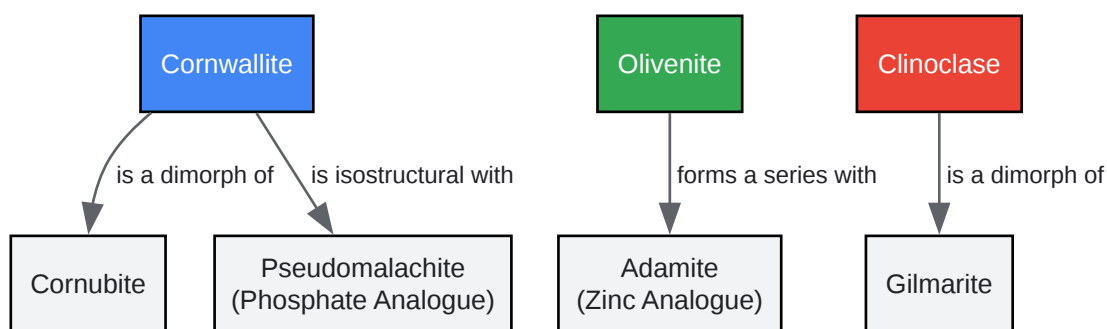 Cornwallite
Olivenite
Clinoclase
is a dimorph of
is isostructural with
forms a series with
is a dimorph of
Cornubite
Pseudomalachite
(Phosphate Analogue)
Adamite
(Zinc Analogue)
Gilmarite